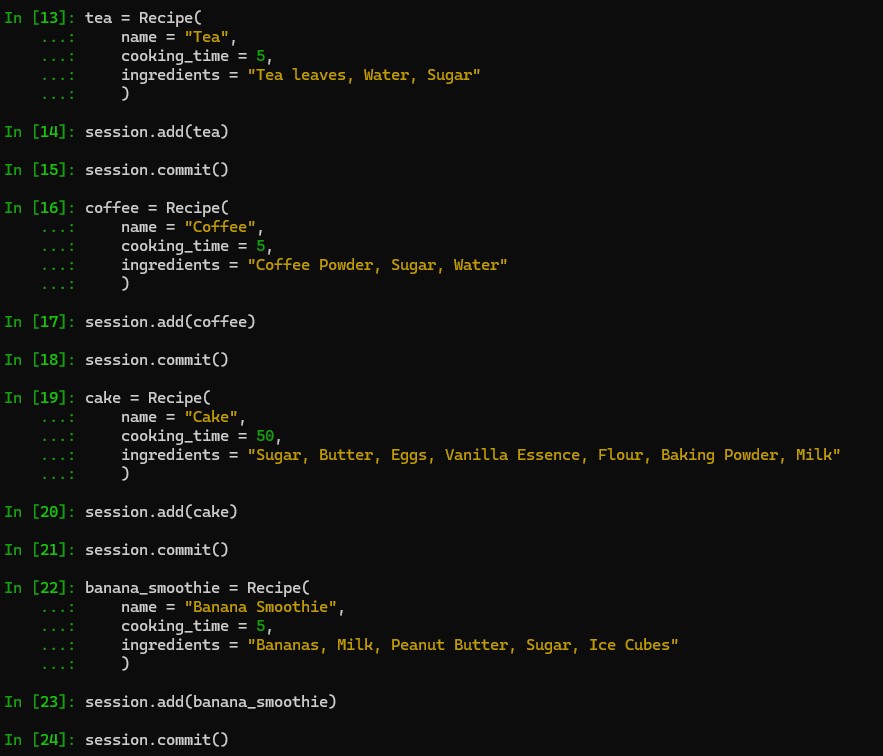 In [13]: tea = Recipe(
    ...:     name = "Tea",
    ...:     cooking_time = 5,
    ...:     ingredients = "Tea leaves, Water, Sugar"
    ...:     )
In [14]: session.add(tea)
In [15]: session.commit()
In [16]: coffee = Recipe(
    ...:     name = "Coffee",
    ...:     cooking_time = 5,
    ...:     ingredients = "Coffee Powder, Sugar, Water"
    ...:     )
In [17]: session.add(coffee)
In [18]: session.commit()
In [19]: cake = Recipe(
    ...:     name = "Cake",
    ...:     cooking_time = 50,
    ...:     ingredients = "Sugar, Butter, Eggs, Vanilla Essence, Flour, Baking Powder, Milk"
    ...:     )
In [20]: session.add(cake)
In [21]: session.commit()
In [22]: banana_smoothie = Recipe(
    ...:     name = "Banana Smoothie",
    ...:     cooking_time = 5,
    ...:     ingredients = "Bananas, Milk, Peanut Butter, Sugar, Ice Cubes"
    ...:     )
In [23]: session.add(banana_smoothie)
In [24]: session.commit()